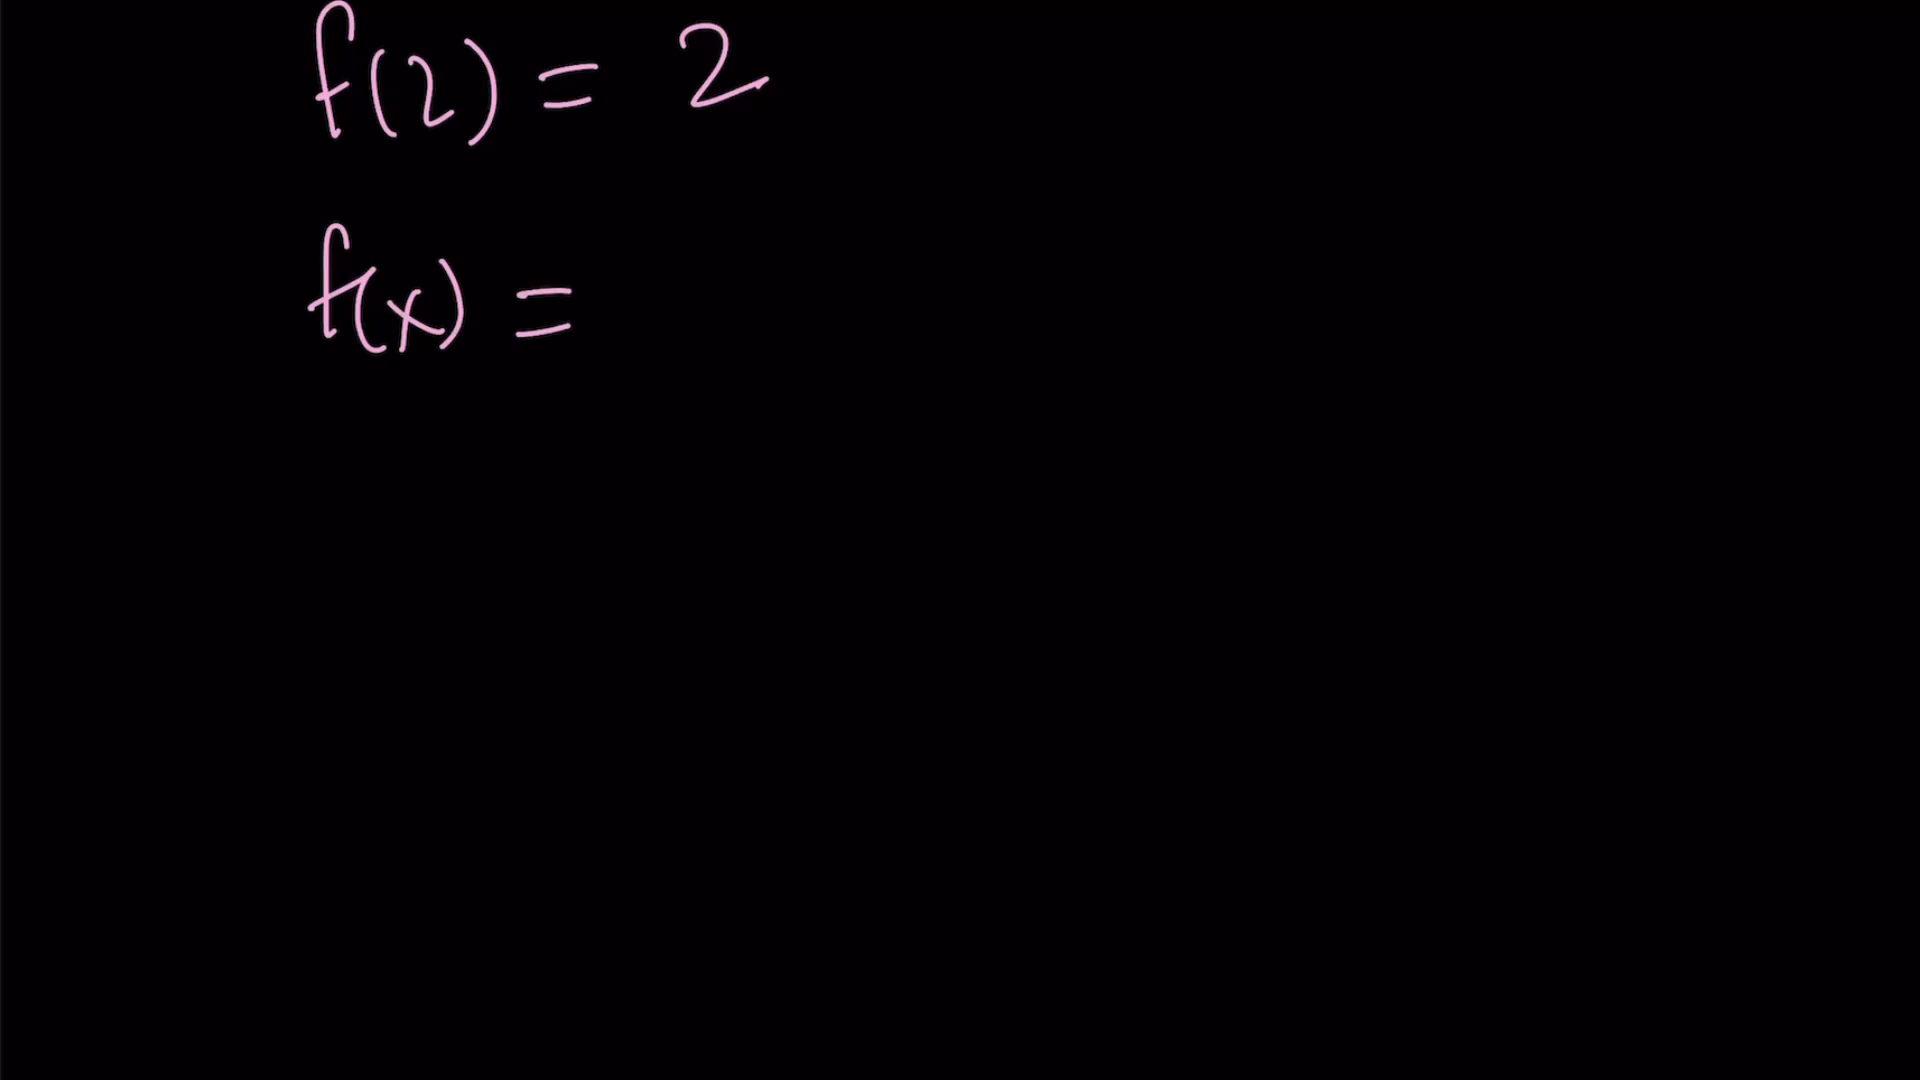 f(2) = 2
f(x) =